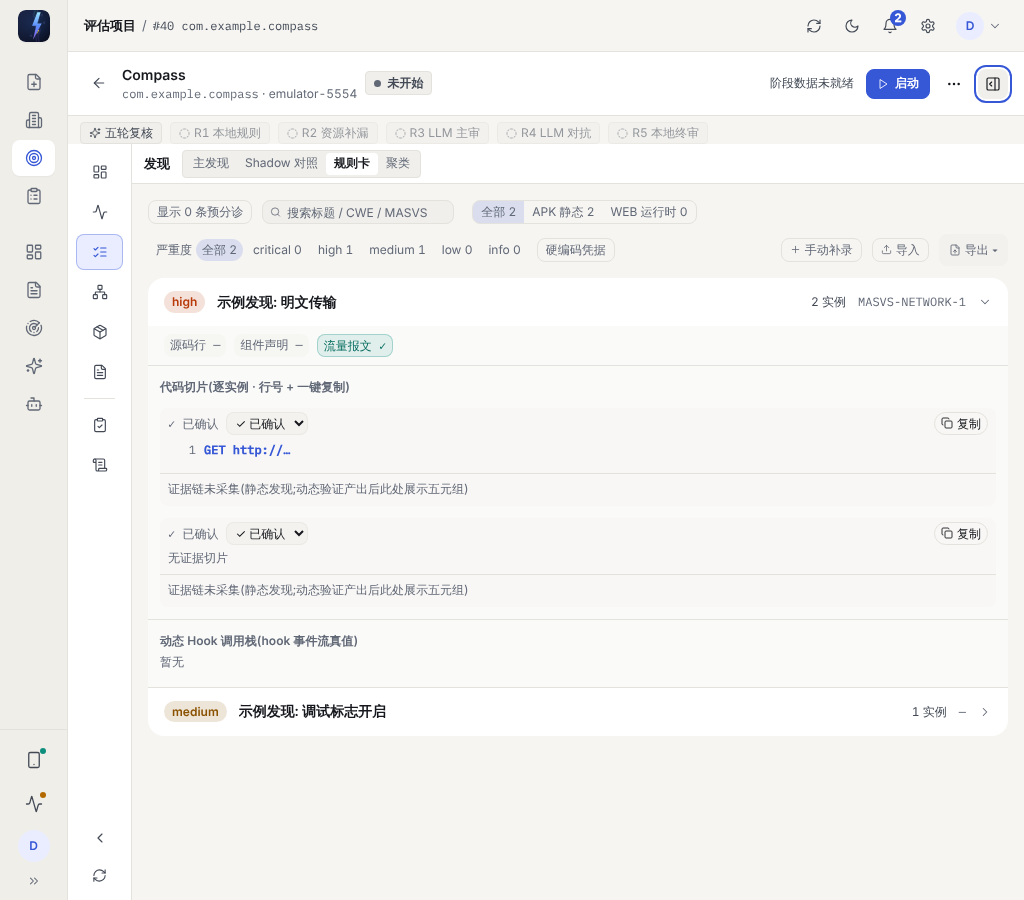 评估项目 / #40 com.example.compass
2
D
Compass
com.example.compass · emulator-5554
未开始
阶段数据未就绪
启动
五轮复核
R1 本地规则
R2 资源补漏
R3 LLM 主审
R4 LLM 对抗
R5 本地终审
发现
主发现
Shadow 对照
规则卡
聚类
显示 0 条预分诊
搜索标题 / CWE / MASVS
全部 2
APK 静态 2
WEB 运行时 0
严重度
全部 2
critical 0
high 1
medium 1
low 0
info 0
硬编码凭据
手动补录
导入
导出
high
示例发现: 明文传输
2 实例
MASVS-NETWORK-1
源码行 —
组件声明 —
流量报文 ✓
代码切片(逐实例 · 行号 + 一键复制)
✓ 已确认
✓ 已确认
复制
1 GET http://…
证据链未采集(静态发现;动态验证产出后此处展示五元组)
✓ 已确认
✓ 已确认
复制
无证据切片
证据链未采集(静态发现;动态验证产出后此处展示五元组)
动态 Hook 调用栈(hook 事件流真值)
暂无
medium
示例发现: 调试标志开启
1 实例
—
D